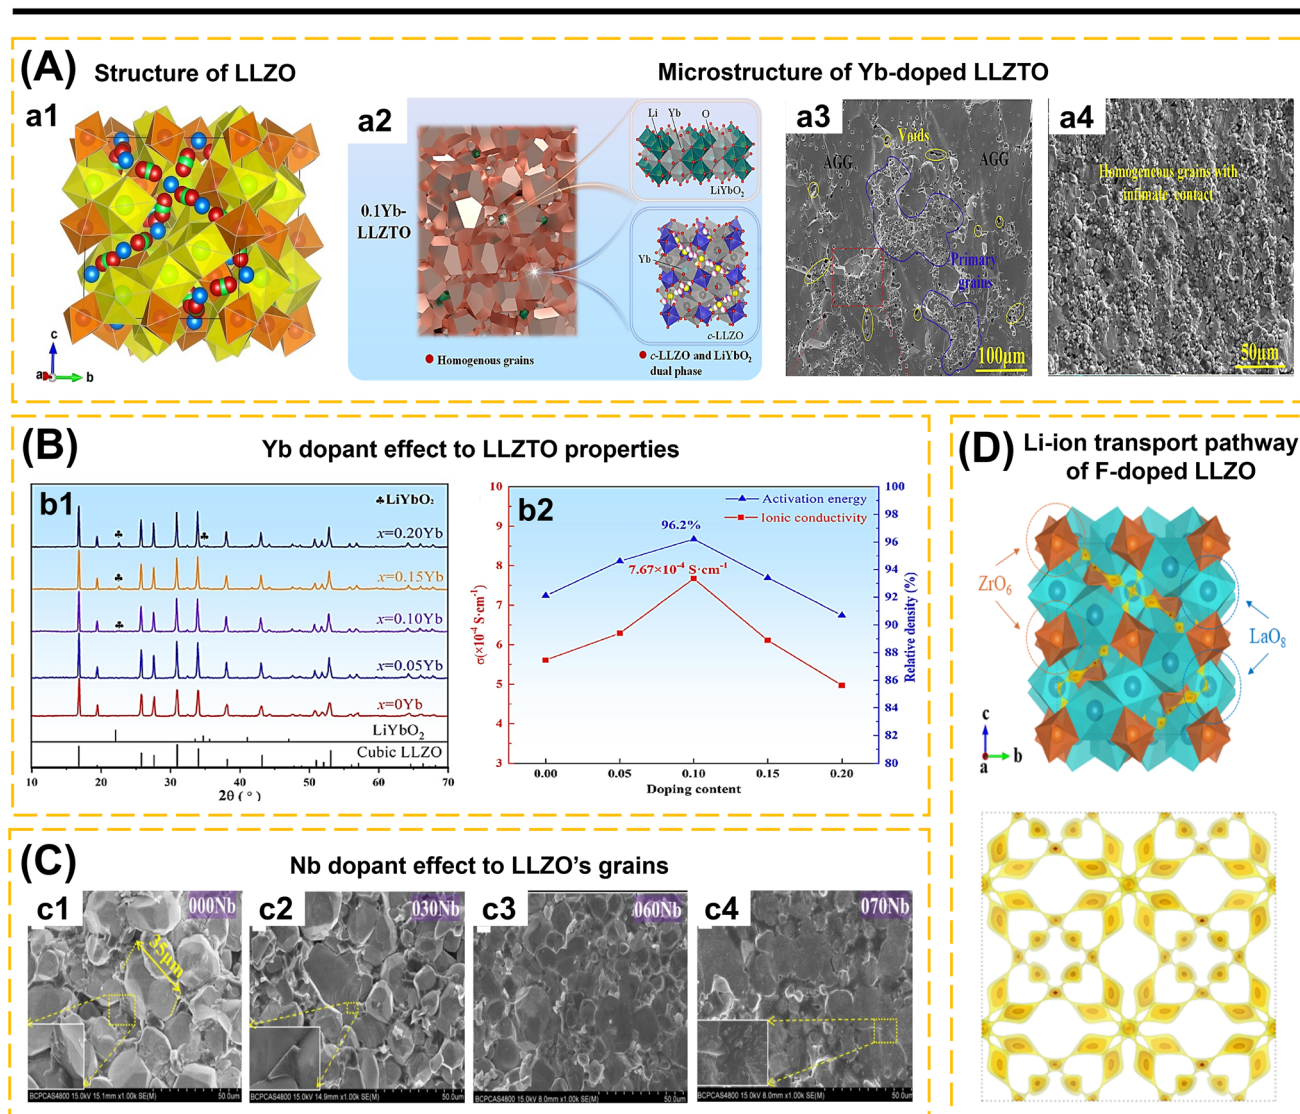 (A)
Structure of LLZO
Microstructure of Yb-doped LLZTO
a1
c
a
b
a2
0.1Yb-
LLZTO
Li Yb O
LiYbO₂
Yb
c-LLZO
Homogenous grains
c-LLZO and LiYbO₂
dual phase
a3
Voids
AGG
AGG
Primary
grains
100μm
a4
Homogeneous grains with
intimate contact
50μm
(B)
Yb dopant effect to LLZTO properties
b1
♣LiYbO₂
x=0.20Yb
x=0.15Yb
x=0.10Yb
x=0.05Yb
x=0Yb
LiYbO₂
Cubic LLZO
10 20 30 40 50 60 70
2θ ( ° )
b2
Activation energy
Ionic conductivity
96.2%
7.67×10⁻⁴ S·cm⁻¹
σ(×10⁻⁴ S·cm⁻¹)
10
9
8
7
6
5
4
3
Relative density (%)
100
98
96
94
92
90
88
86
84
82
80
0.00 0.05 0.10 0.15 0.20
Doping content
(C)
Nb dopant effect to LLZO’s grains
c1
000Nb
35μm
BCPCAS4800 15.0kV 15.1mm x1.00k SE(M) 50.0um
c2
030Nb
BCPCAS4800 15.0kV 14.9mm x1.00k SE(M) 50.0um
c3
060Nb
BCPCAS4800 15.0kV 8.0mm x1.00k SE(M) 50.0um
c4
070Nb
BCPCAS4800 15.0kV 8.0mm x1.00k SE(M) 50.0um
(D)
Li-ion transport pathway
of F-doped LLZO
ZrO₆
LaO₈
c
a
b